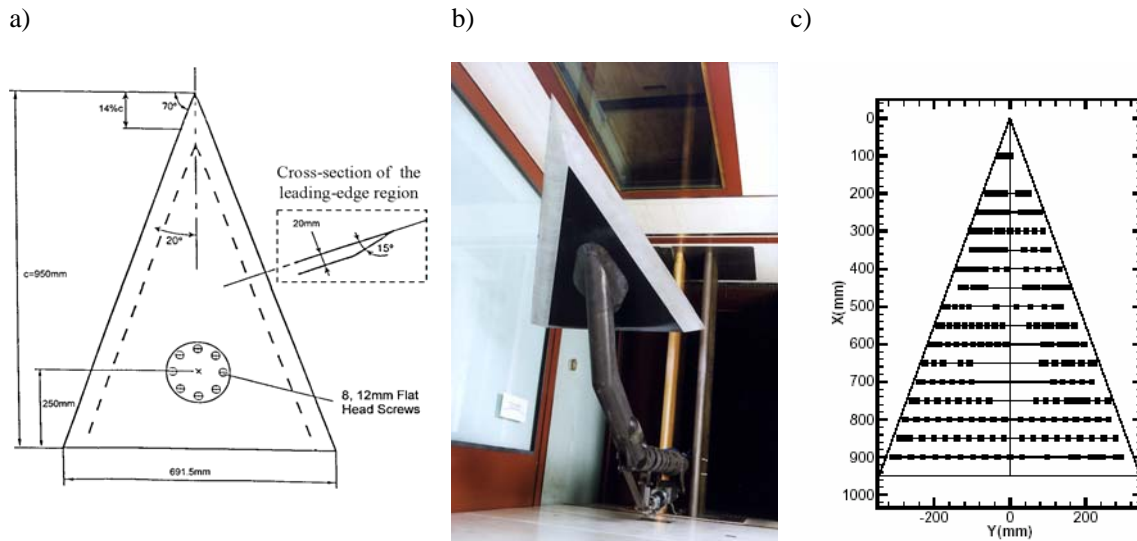 a)
b)
c)
14%c
70°
Cross-section of the
leading-edge region
20mm
15°
20°
c=950mm
250mm
8, 12mm Flat
Head Screws
691.5mm
0
100
200
300
400
500
600
700
800
900
1000
X(mm)
-200 0 200
Y(mm)